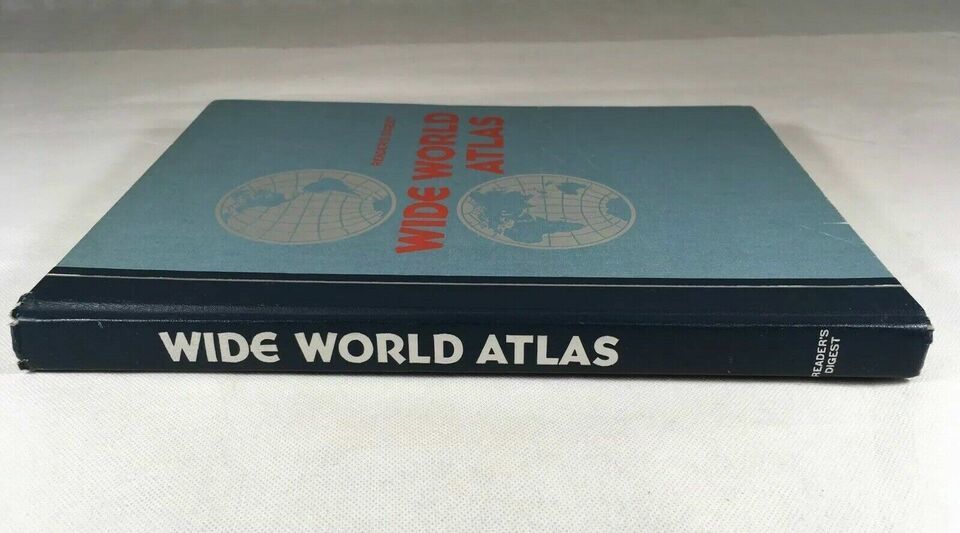 READER'S DIGEST
WIDE WORLD
ATLAS
WIDE WORLD ATLAS
READER'S
DIGEST